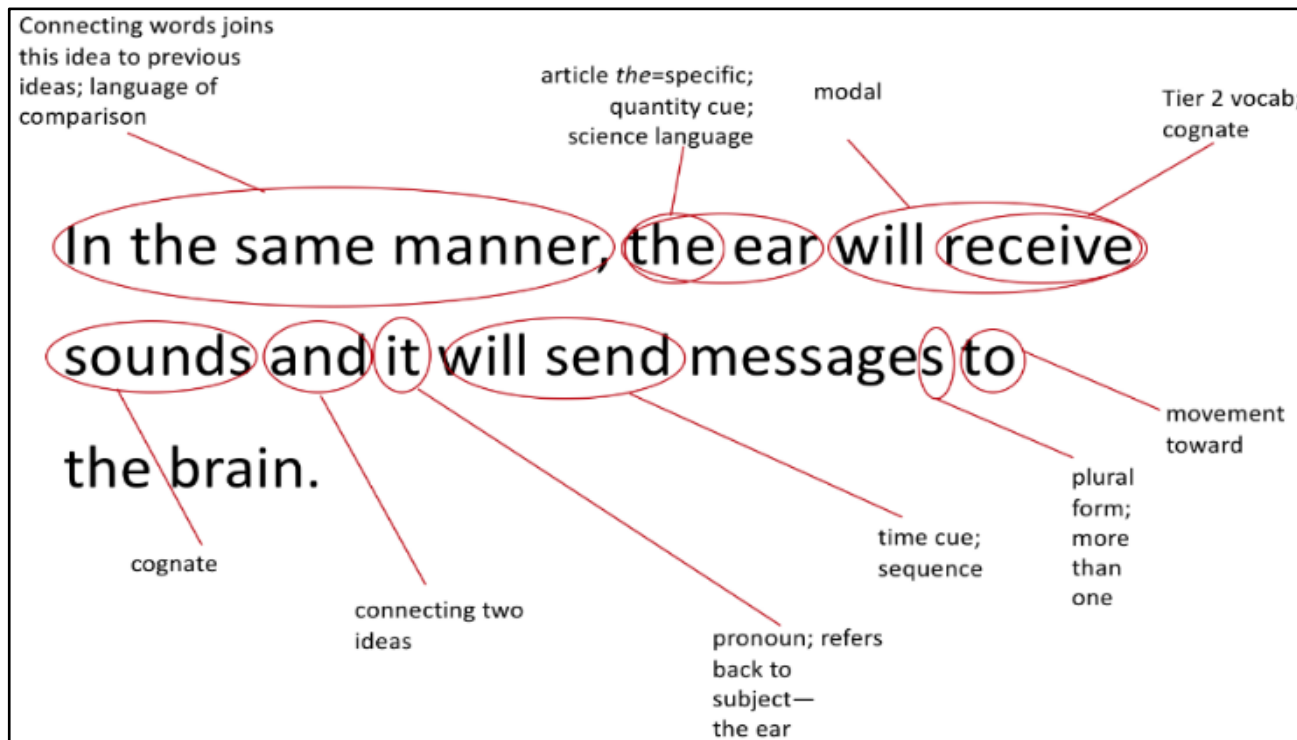 Connecting words joins
this idea to previous
ideas; language of
comparison
article the=specific;
quantity cue;
science language
modal
Tier 2 vocab;
cognate
In the same manner, the ear will receive
sounds and it will send messages to
the brain.
movement
toward
plural
form;
more
than
one
time cue;
sequence
cognate
connecting two
ideas
pronoun; refers
back to
subject—
the ear